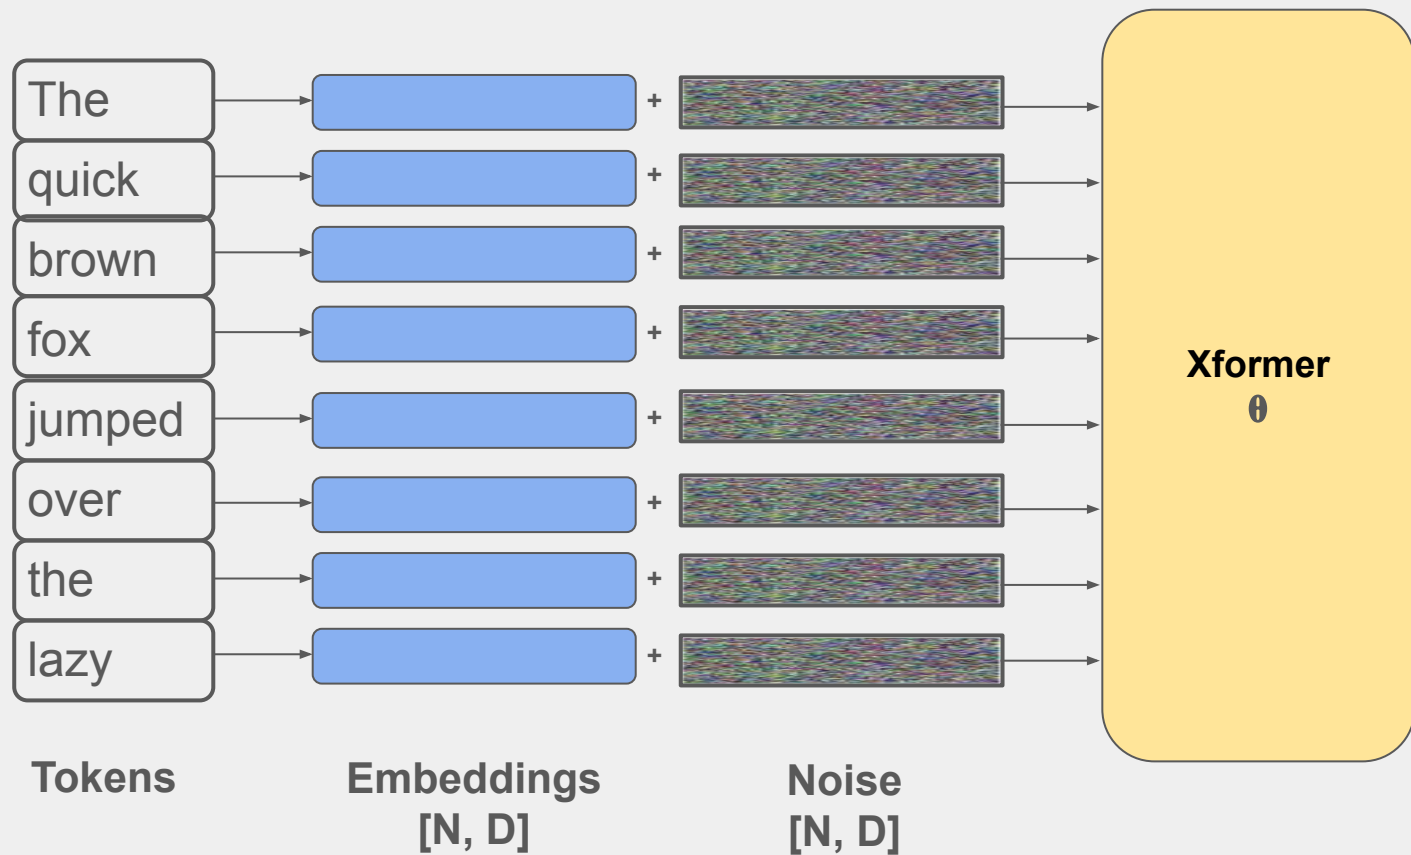 The
+
quick
+
brown
+
fox
+
jumped
+
over
+
the
+
lazy
+
Xformer
θ
Tokens
Embeddings
[N, D]
Noise
[N, D]